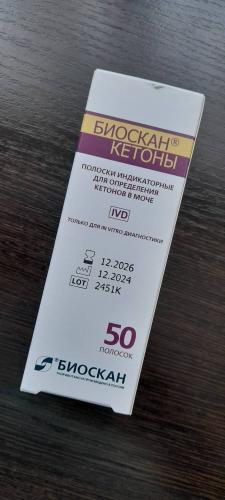 БИОСКАН®
КЕТОНЫ
ПОЛОСКИ ИНДИКАТОРНЫЕ
ДЛЯ ОПРЕДЕЛЕНИЯ
КЕТОНОВ В МОЧЕ
IVD
ТОЛЬКО ДЛЯ IN VITRO ДИАГНОСТИКИ
12.2026
12.2024
LOT 2451К
50
ПОЛОСОК
БИОСКАН